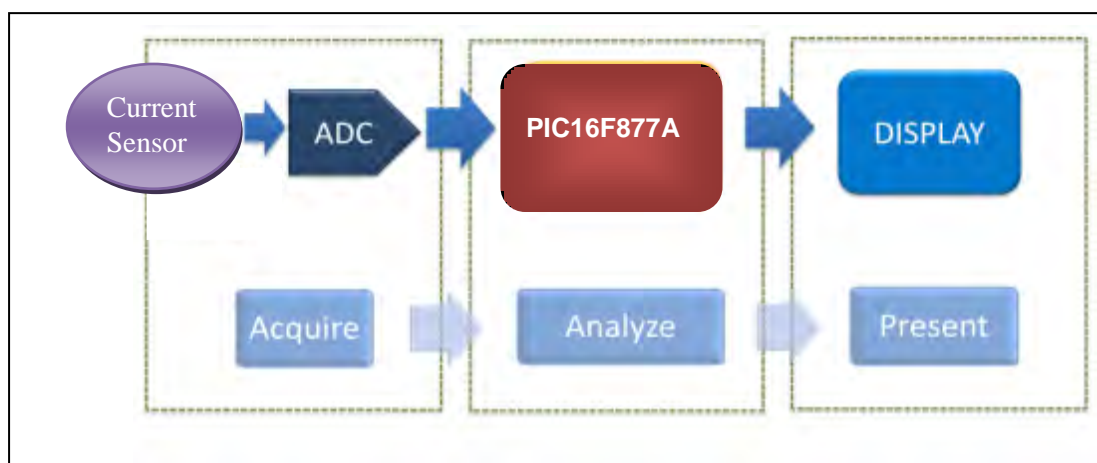 Current
Sensor
ADC
PIC16F877A
DISPLAY
Acquire
Analyze
Present